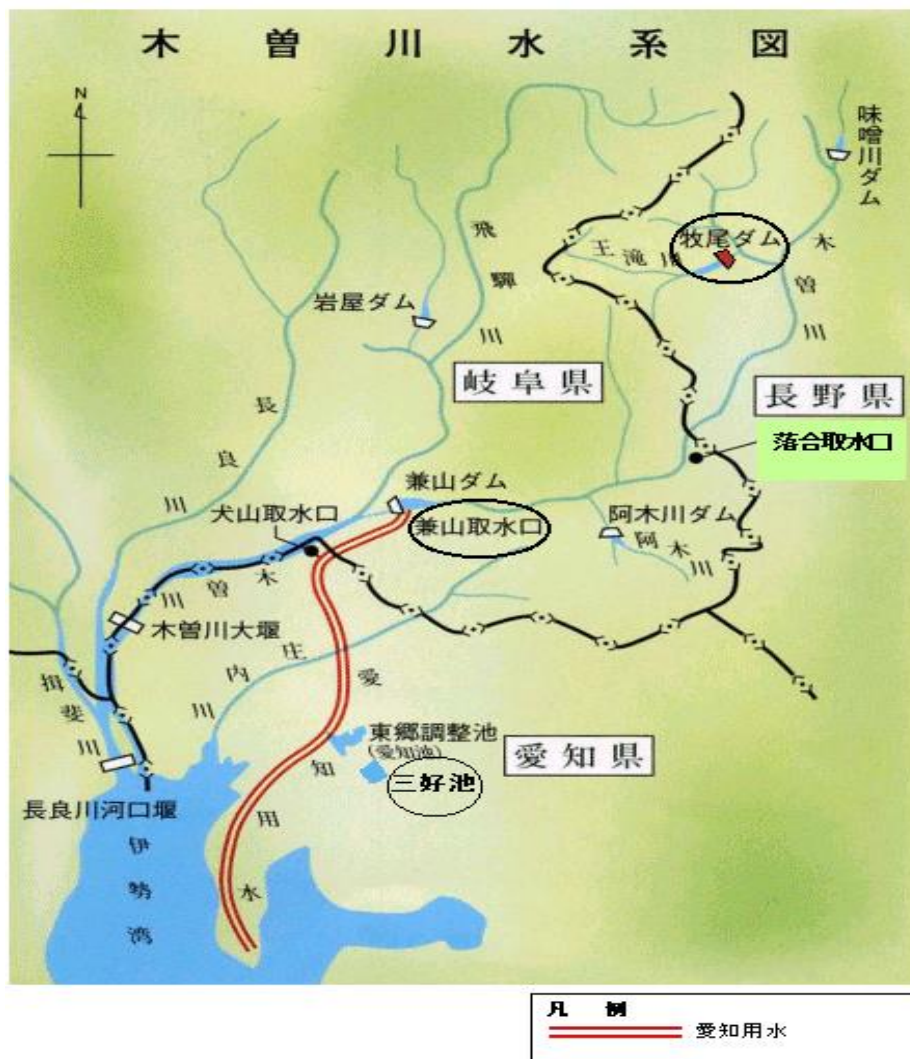 木曽川水系図
N
味噌川ダム
牧尾ダム
王滝川
木曽川
飛騨川
岩屋ダム
岐阜県
長野県
長良川
落合取水口
兼山ダム
犬山取水口
兼山取水口
阿木川ダム
阿木川
木曽川
木曽川大堰
庄内川
揖斐川
愛知用水
東郷調整池
(愛知池)
愛知県
三好池
長良川河口堰
伊勢湾
凡例
愛知用水